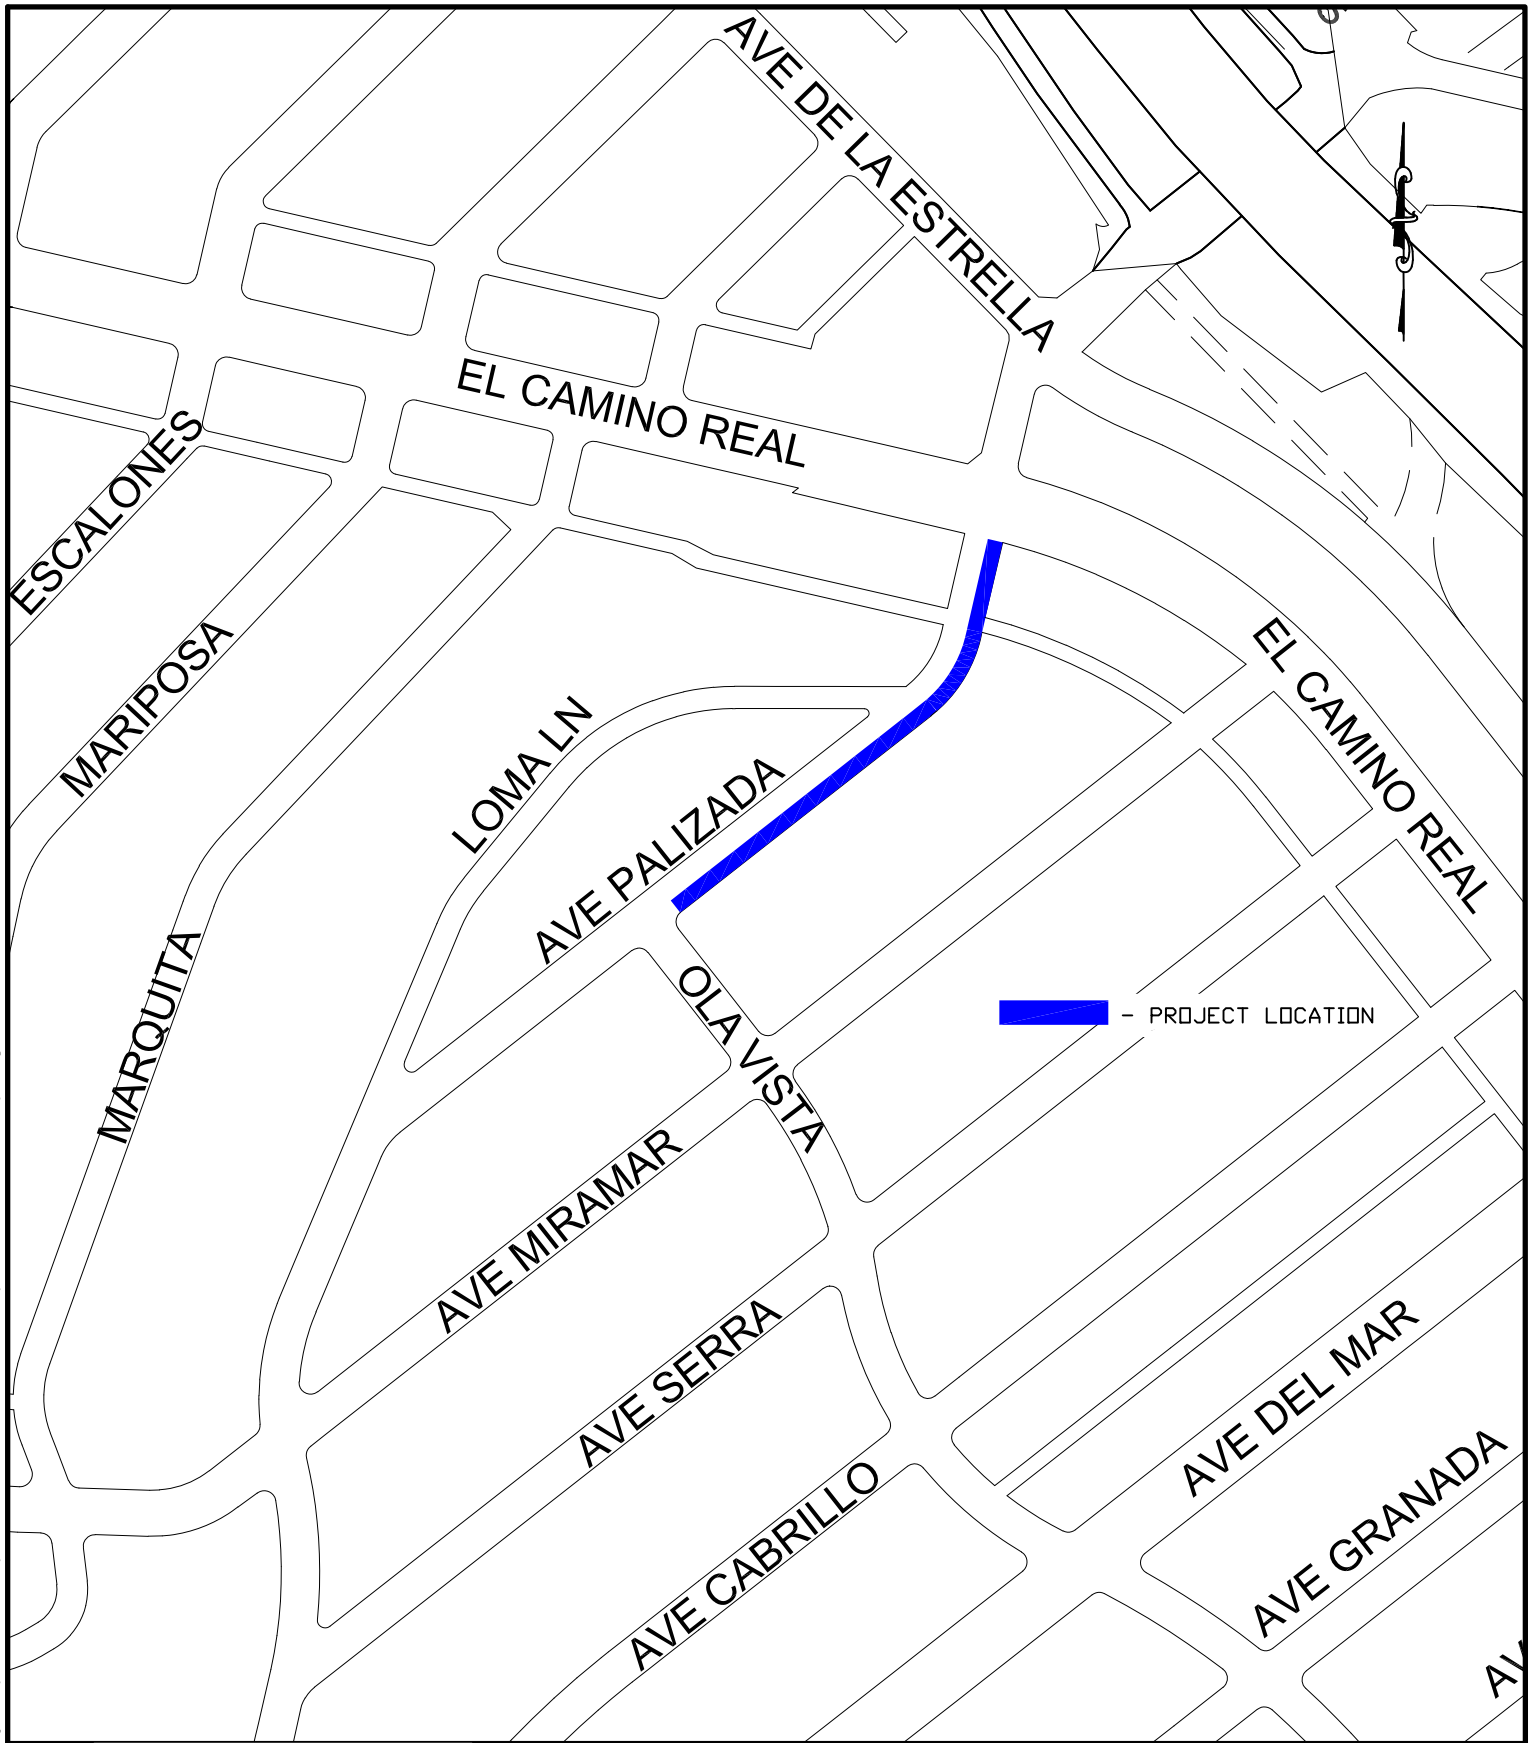 AVE DE LA ESTRELLA
EL CAMINO REAL
ESCALONES
MARIPOSA
LOMA LN
EL CAMINO REAL
AVE PALIZADA
MARQUITA
OLA VISTA
- PROJECT LOCATION
AVE MIRAMAR
AVE SERRA
AVE DEL MAR
AVE CABRILLO
AVE GRANADA
AV